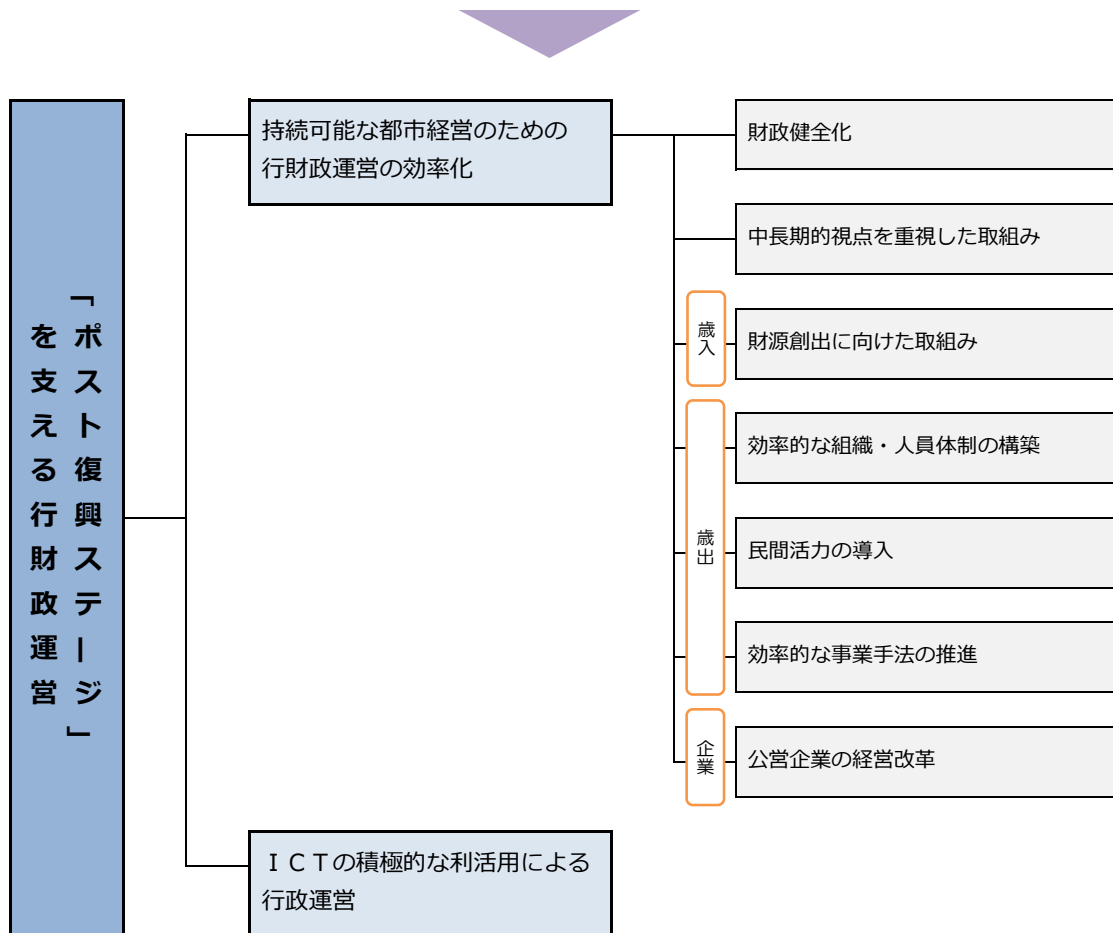 「ポスト復興ステージ」
を支える行財政運営
持続可能な都市経営のための
行財政運営の効率化
財政健全化
中長期的視点を重視した取組み
歳入
財源創出に向けた取組み
歳出
効率的な組織・人員体制の構築
民間活力の導入
効率的な事業手法の推進
企業
公営企業の経営改革
ＩＣＴの積極的な利活用による
行政運営